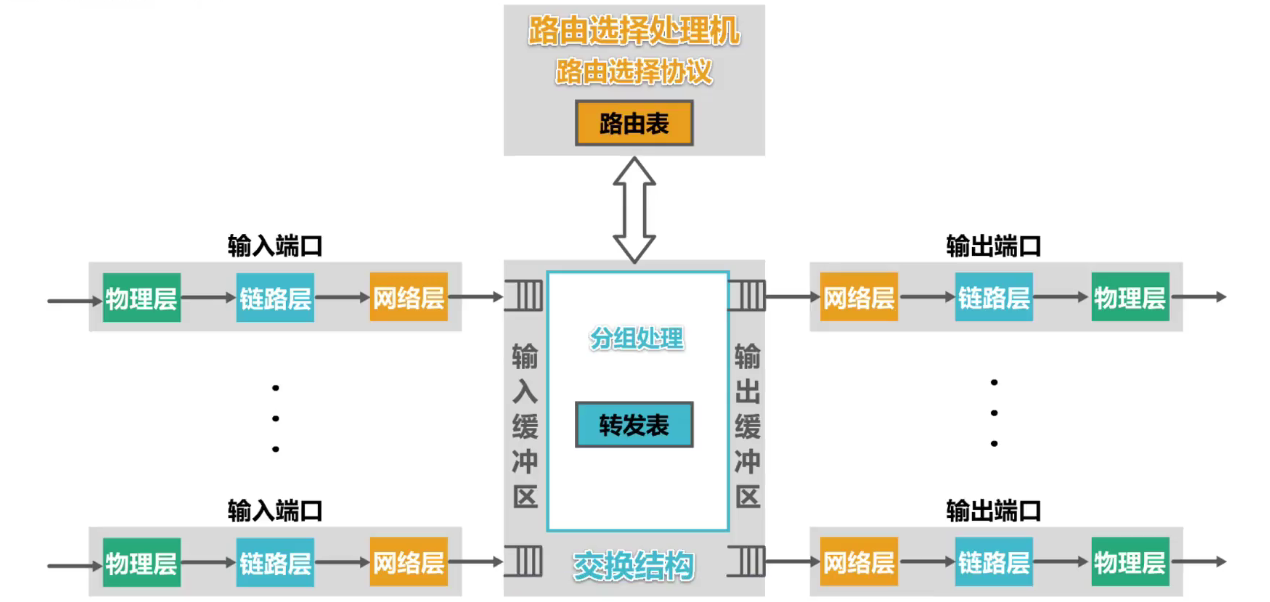 路由选择处理机
路由选择协议
路由表
输入端口
物理层
链路层
网络层
输出端口
网络层
链路层
物理层
输入缓冲区
分组处理
转发表
输出缓冲区
输入端口
物理层
链路层
网络层
交换结构
输出端口
网络层
链路层
物理层